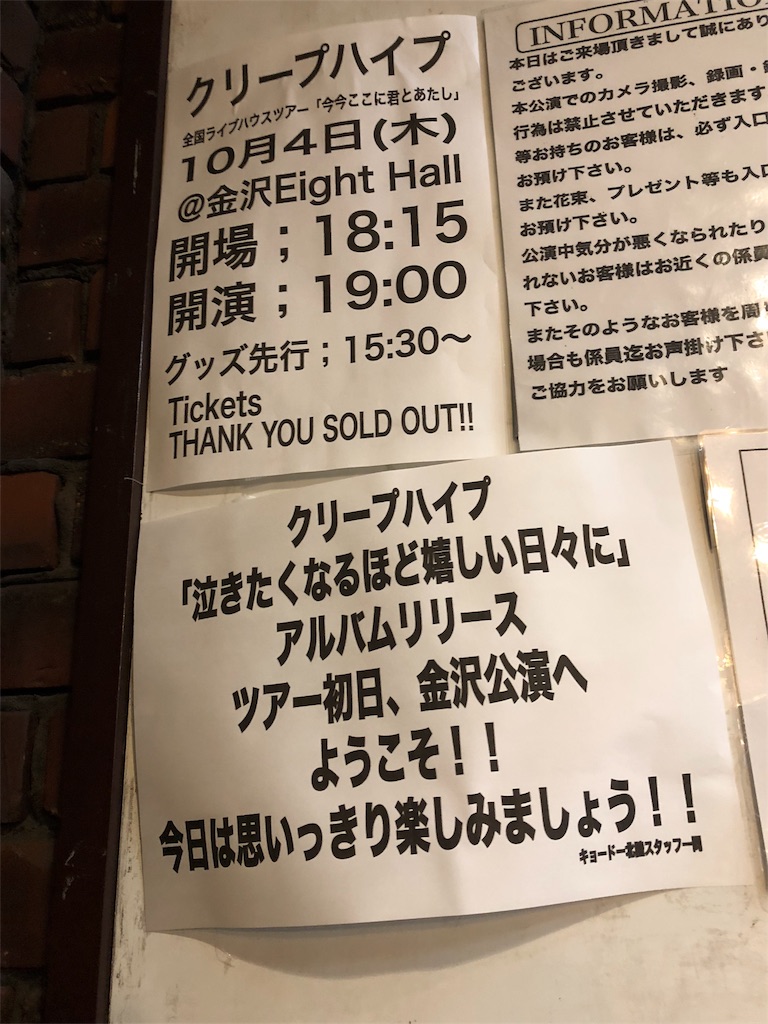 クリープハイプ
全国ライブハウスツアー「今今ここに君とあたし」
10月4日(木)
@金沢Eight Hall
開場；18:15
開演；19:00
グッズ先行；15:30〜
Tickets
THANK YOU SOLD OUT!!
INFORMATIO
本日はご来場頂きまして誠にあり
ございます。
本公演でのカメラ撮影、録画・
行為は禁止させていただきます
等お持ちのお客様は、必ず入口
お預け下さい。
また花束、プレゼント等も入口
お預け下さい。
公演中気分が悪くなられたり
れないお客様はお近くの係員
下さい。
またそのようなお客様を周
場合も係員迄お声掛け下さ
ご協力をお願いします
クリープハイプ
「泣きたくなるほど嬉しい日々に」
アルバムリリース
ツアー初日、金沢公演へ
ようこそ！！
今日は思いっきり楽しみましょう！！
キョードー北陸スタッフ一同